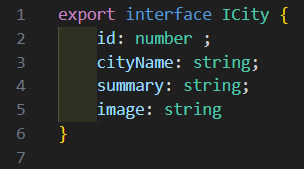 1 export interface ICity {
2     id: number ;
3     cityName: string;
4     summary: string;
5     image: string
6 }
7